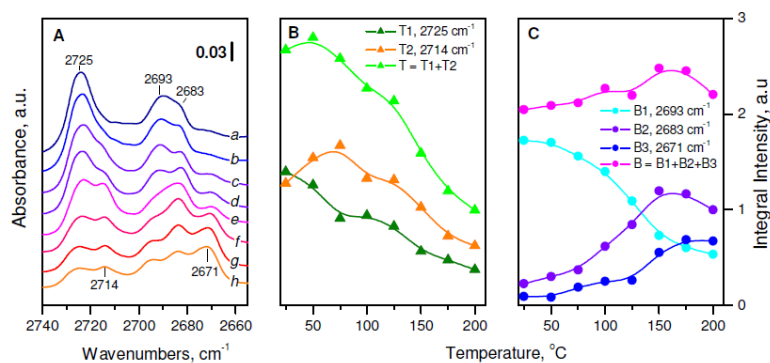 A
0.03
2725
2693
2683
a
b
c
d
e
f
g
h
2714
2671
2740 2720 2700 2680 2660
Wavenumbers, cm-1
Absorbance, a.u.
B
T1, 2725 cm-1
T2, 2714 cm-1
T = T1+T2
50 100 150 200
C
B1, 2693 cm-1
B2, 2683 cm-1
B3, 2671 cm-1
B = B1+B2+B3
50 100 150 200
Temperature, oC
3
2
1
0
Integral Intensity, a.u